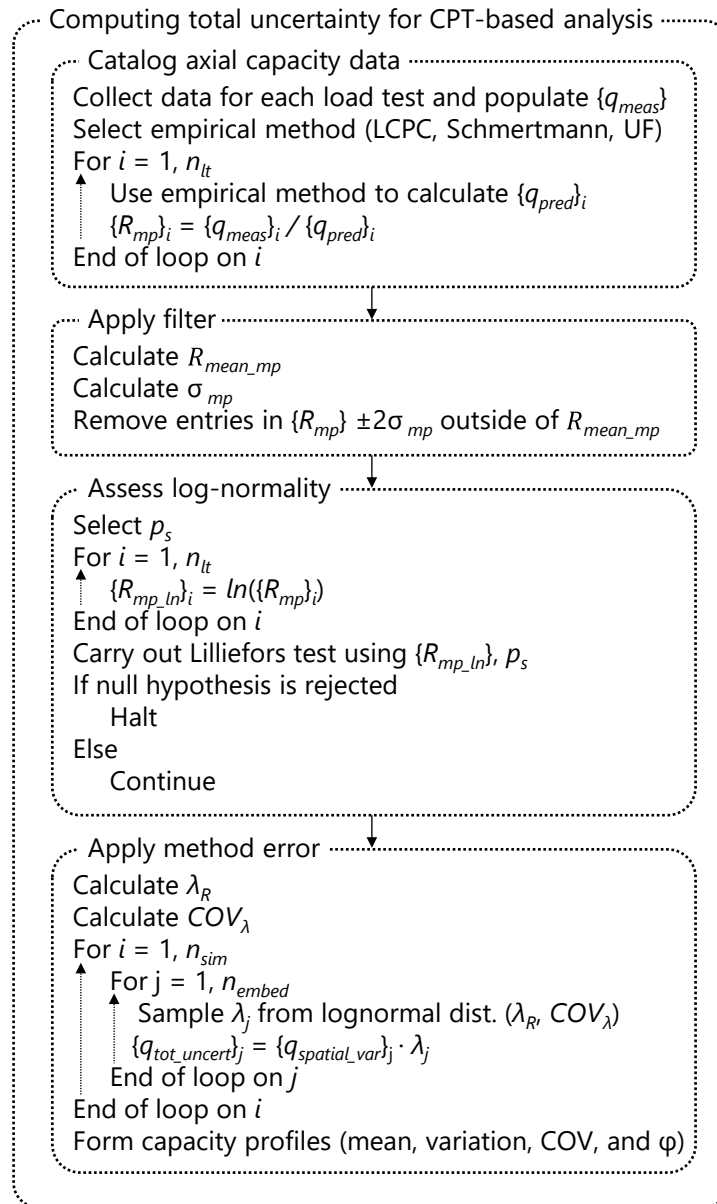 Computing total uncertainty for CPT-based analysis
Catalog axial capacity data
Collect data for each load test and populate {q_meas}
Select empirical method (LCPC, Schmertmann, UF)
For i = 1, n_lt
Use empirical method to calculate {q_pred}_i
{R_mp}_i = {q_meas}_i / {q_pred}_i
End of loop on i
Apply filter
Calculate R_mean_mp
Calculate σ_mp
Remove entries in {R_mp} ±2σ_mp outside of R_mean_mp
Assess log-normality
Select p_s
For i = 1, n_lt
{R_mp_ln}_i = ln({R_mp}_i)
End of loop on i
Carry out Lilliefors test using {R_mp_ln}, p_s
If null hypothesis is rejected
Halt
Else
Continue
Apply method error
Calculate λ_R
Calculate COV_λ
For i = 1, n_sim
For j = 1, n_embed
Sample λ_j from lognormal dist. (λ_R, COV_λ)
{q_tot_uncert}_j = {q_spatial_var}_j · λ_j
End of loop on j
End of loop on i
Form capacity profiles (mean, variation, COV, and φ)